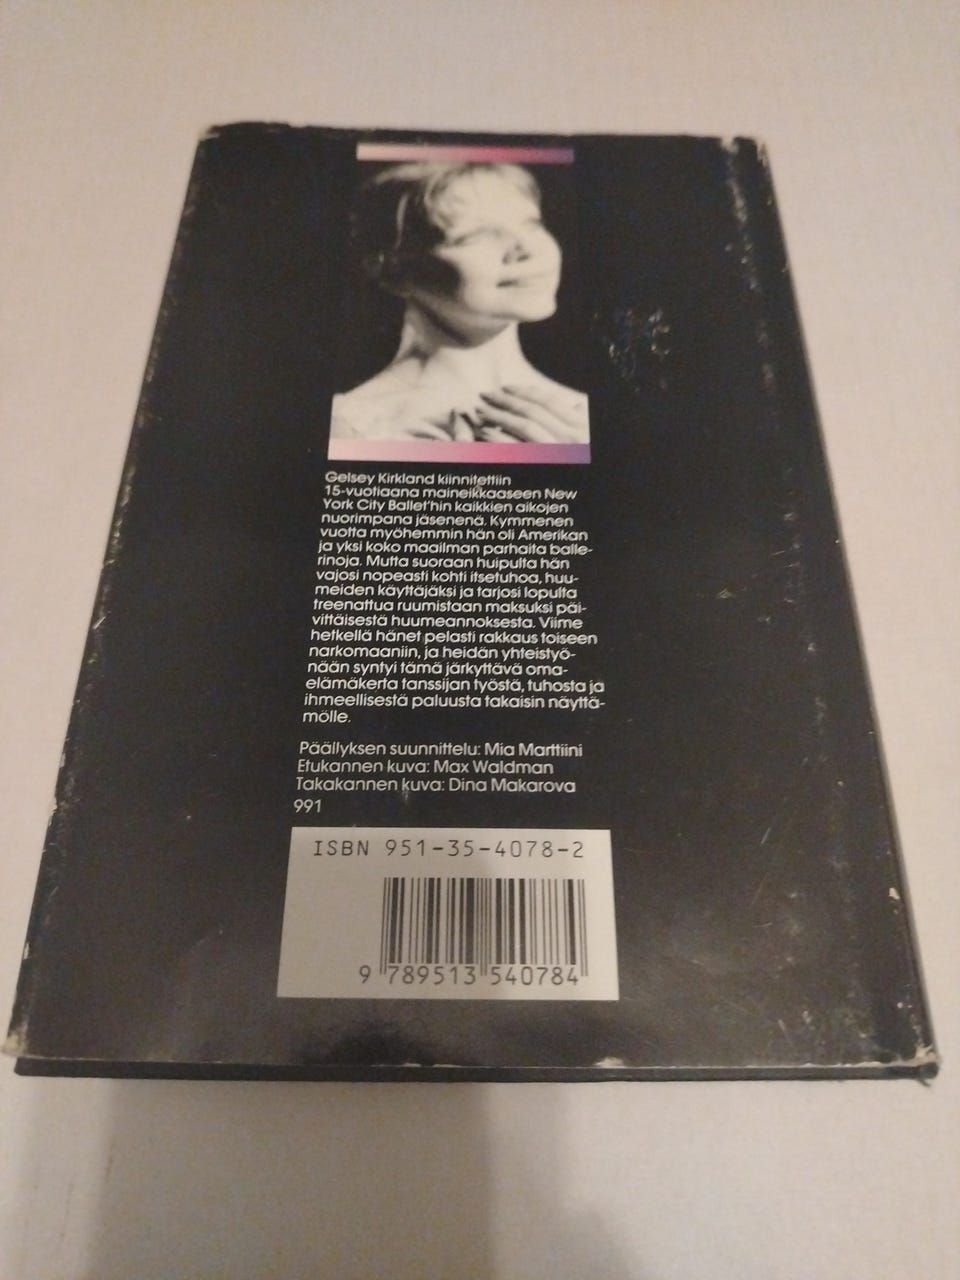 Gelsey Kirkland kiinnitettiin
15-vuotiaana maineikkaaseen New
York City Ballet'hin kaikkien aikojen
nuorimpana jäsenenä. Kymmenen
vuotta myöhemmin hän oli Amerikan
ja yksi koko maailman parhaita balle-
rinoja. Mutta suoraan huipulta hän
vajosi nopeasti kohti itsetuhoa, huu-
meiden käyttäjäksi ja tarjosi lopulta
treenattua ruumistaan maksuksi päi-
vittäisestä huumeannoksesta. Viime
hetkellä hänet pelasti rakkaus toiseen
narkomaaniin, ja heidän yhteistyö-
nään syntyi tämä järkyttävä oma-
elämäkerta tanssijan työstä, tuhosta ja
ihmeellisestä paluusta takaisin näyttä-
mölle.
Päällyksen suunnittelu: Mia Marttiini
Etukannen kuva: Max Waldman
Takakannen kuva: Dina Makarova
991
ISBN 951-35-4078-2
9 789513 540784